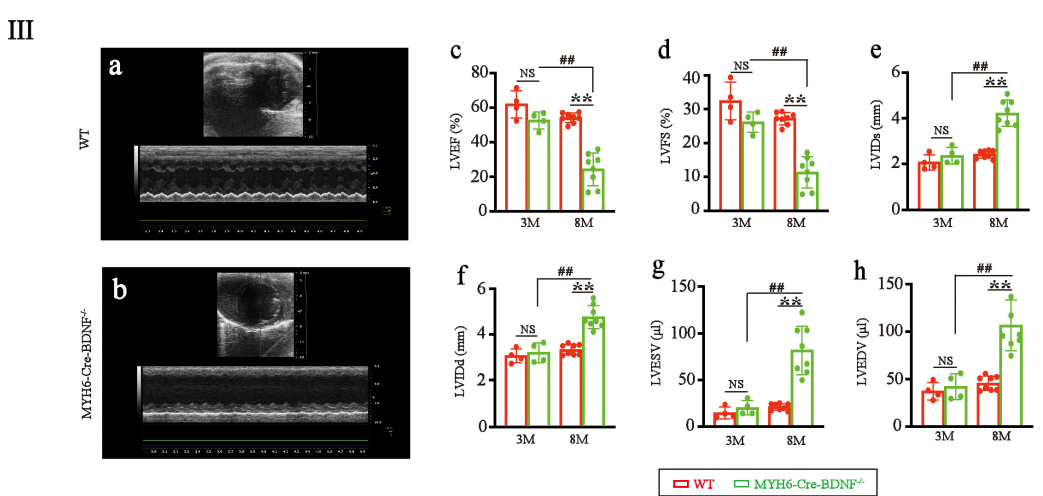 III
a
WT
b
MYH6-Cre-BDNF-/-
c
##
NS
**
80
60
40
20
0
LVEF (%)
3M
8M
d
##
NS
**
40
30
20
10
0
LVFS (%)
3M
8M
e
##
**
NS
6
4
2
0
LVIDs (mm)
3M
8M
f
##
**
NS
6
4
2
0
LVIDd (mm)
3M
8M
g
##
**
NS
150
100
50
0
LVESV (μl)
3M
8M
h
##
**
NS
150
100
50
0
LVEDV (μl)
3M
8M
WT MYH6-Cre-BDNF-/-